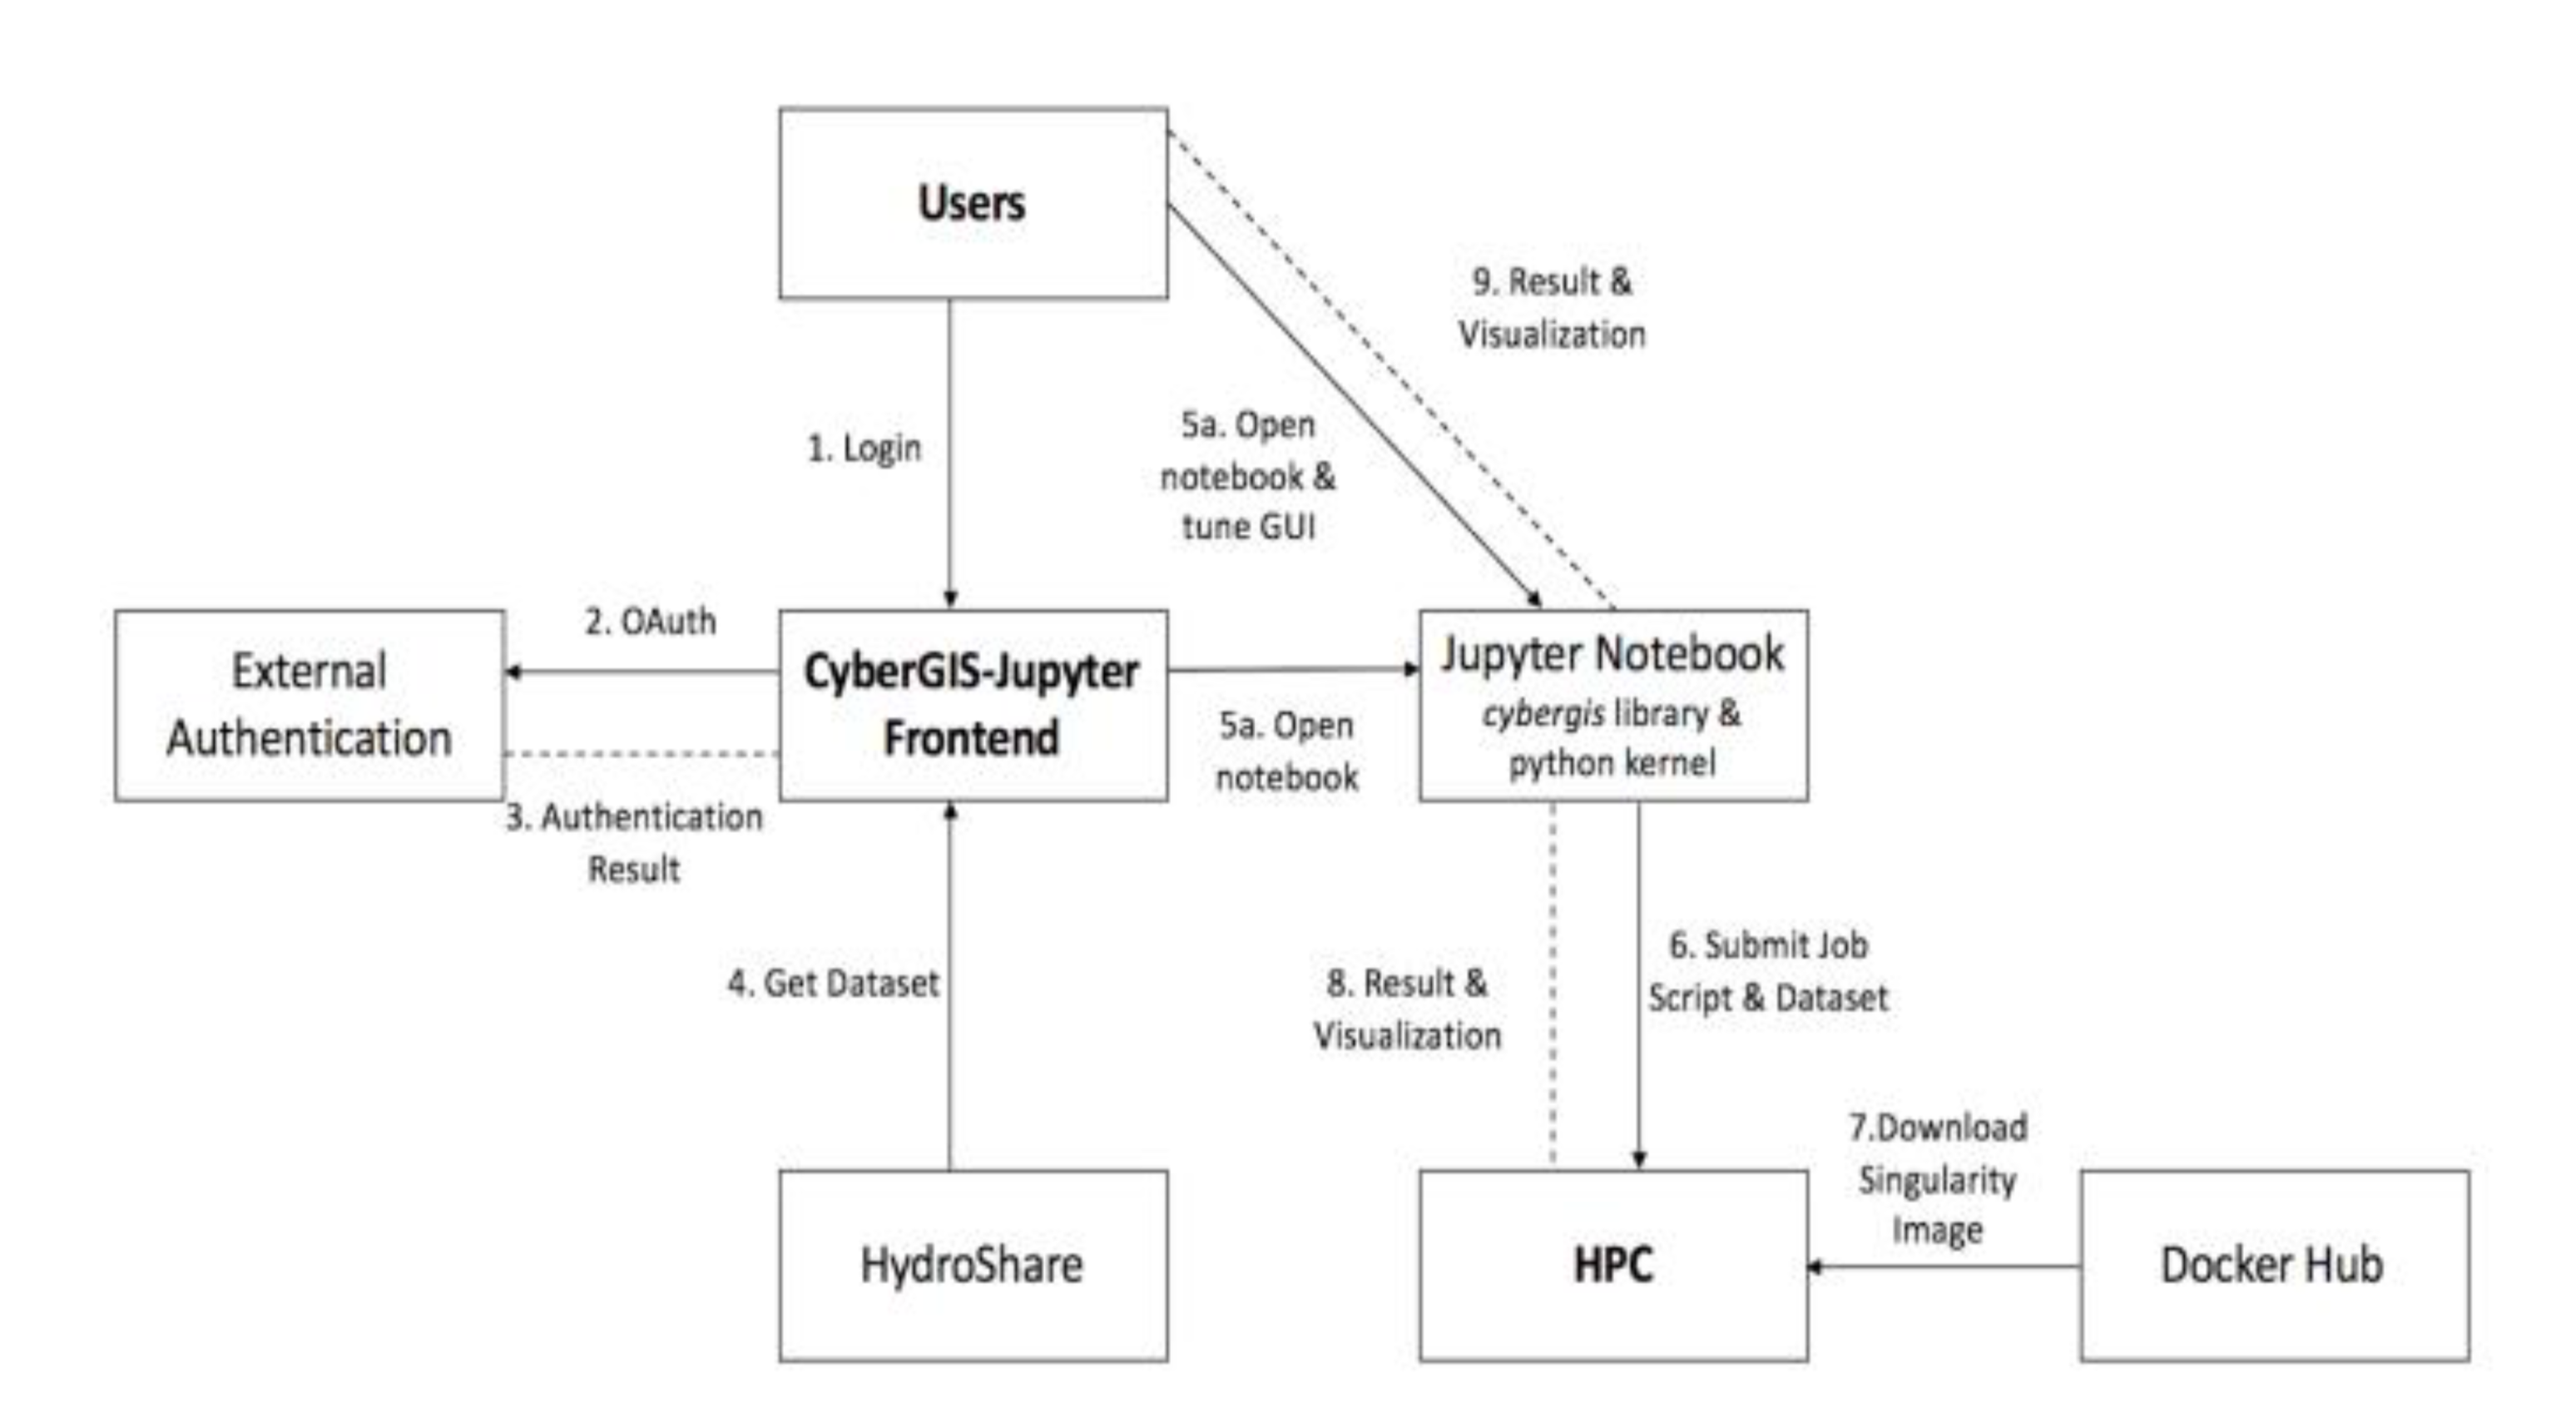 Users
9. Result &
Visualization
1. Login
5a. Open
notebook &
tune GUI
External
Authentication
2. OAuth
3. Authentication
Result
CyberGIS-Jupyter
Frontend
5a. Open
notebook
Jupyter Notebook
cybergis library &
python kernel
4. Get Dataset
8. Result &
Visualization
6. Submit Job
Script & Dataset
7.Download
Singularity
Image
HydroShare
HPC
Docker Hub